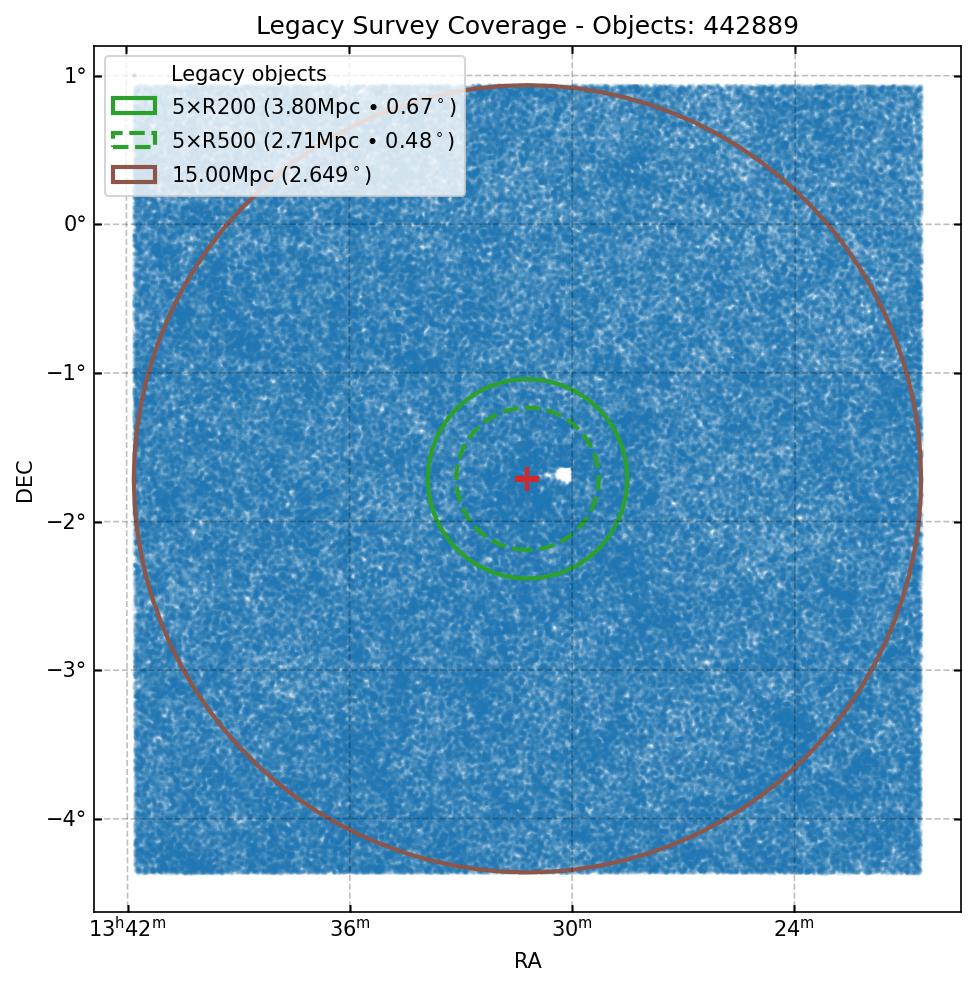 Legacy Survey Coverage - Objects: 442889
Legacy objects
5×R200 (3.80Mpc • 0.67°)
5×R500 (2.71Mpc • 0.48°)
15.00Mpc (2.649°)
1°
0°
−1°
−2°
−3°
−4°
DEC
13ʰ42ᵐ
36ᵐ
30ᵐ
24ᵐ
RA